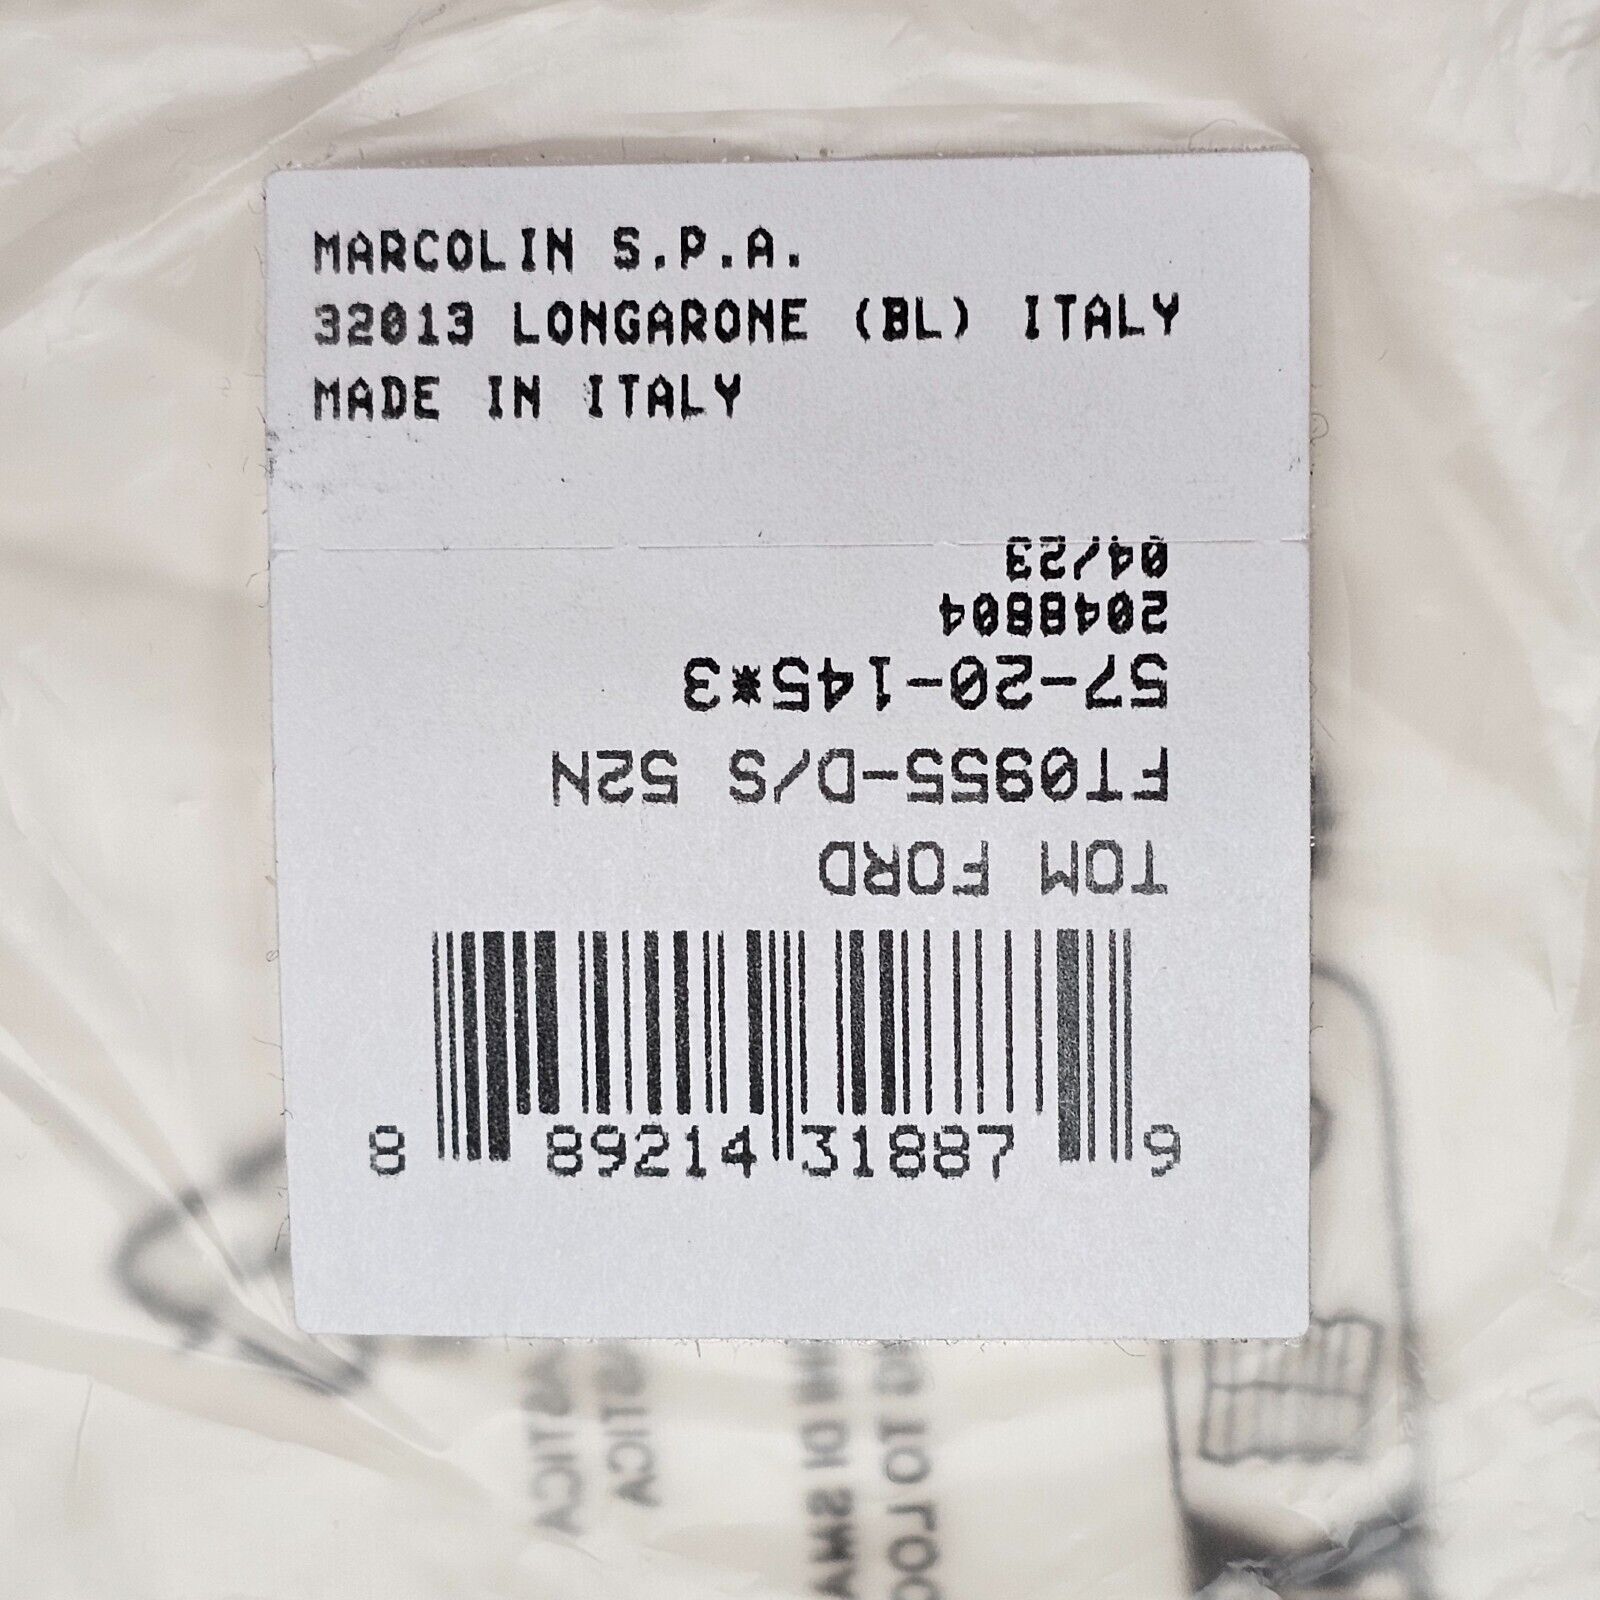 MARCOLIN S.P.A.
32013 LONGARONE (BL) ITALY
MADE IN ITALY
TOM FORD
FT0955-D/S 52N
57-20-145*3
2048804
04/23
8 89214 31887 9